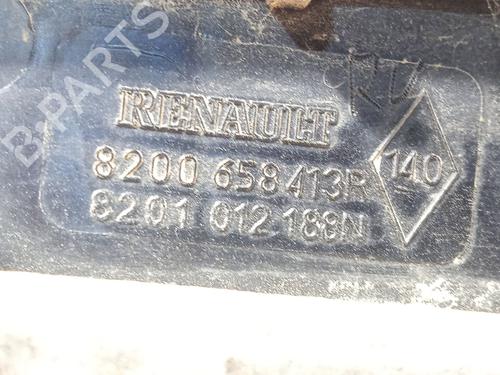 RENAULT
8200 658 413R
140
8201 012 188N
B-PARTS